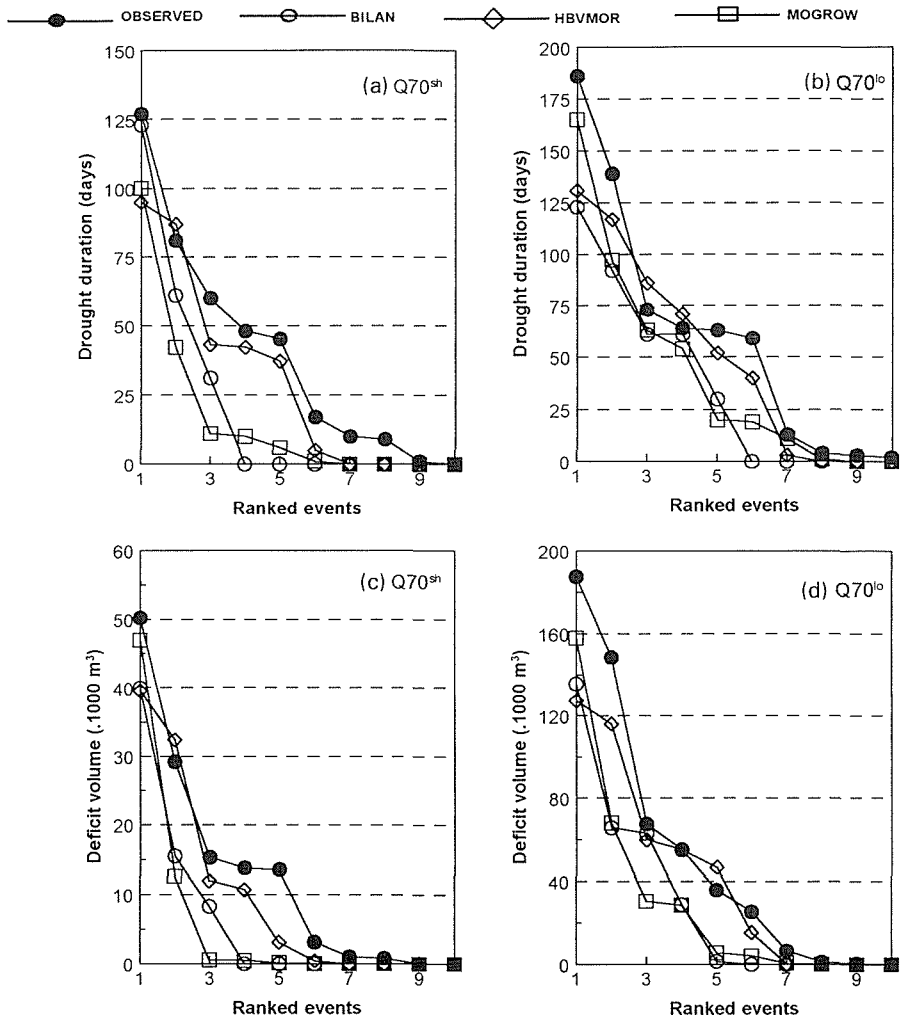 OBSERVED BILAN HBVMOR MOGROW
(a) Q70sh
150
125
100
75
50
25
0
Drought duration (days)
1 3 5 7 9
Ranked events
(b) Q70lo
200
175
150
125
100
75
50
25
0
Drought duration (days)
1 3 5 7 9
Ranked events
(c) Q70sh
60
50
40
30
20
10
0
Deficit volume (.1000 m³)
1 3 5 7 9
Ranked events
(d) Q70lo
200
160
120
80
40
0
Deficit volume (.1000 m³)
1 3 5 7 9
Ranked events